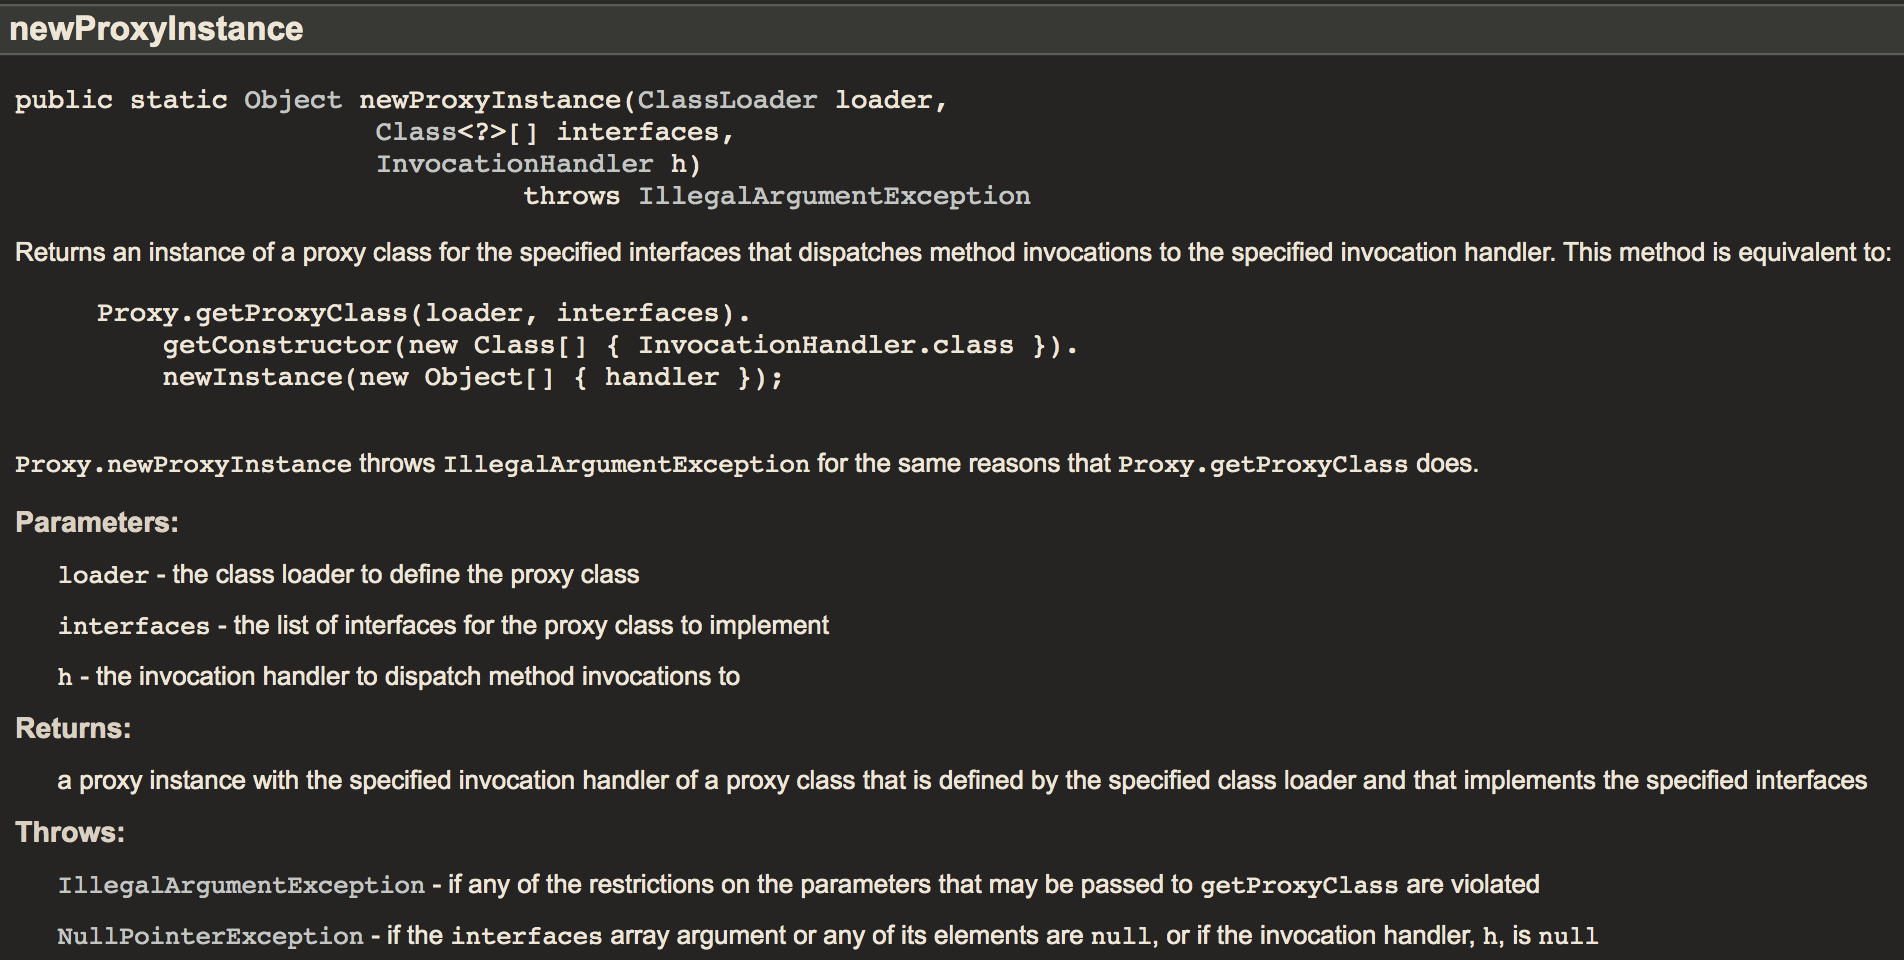 newProxyInstance
public static Object newProxyInstance(ClassLoader loader,
Class<?>[] interfaces,
InvocationHandler h)
throws IllegalArgumentException
Returns an instance of a proxy class for the specified interfaces that dispatches method invocations to the specified invocation handler. This method is equivalent to:
Proxy.getProxyClass(loader, interfaces).
getConstructor(new Class[] { InvocationHandler.class }).
newInstance(new Object[] { handler });
Proxy.newProxyInstance throws IllegalArgumentException for the same reasons that Proxy.getProxyClass does.
Parameters:
loader - the class loader to define the proxy class
interfaces - the list of interfaces for the proxy class to implement
h - the invocation handler to dispatch method invocations to
Returns:
a proxy instance with the specified invocation handler of a proxy class that is defined by the specified class loader and that implements the specified interfaces
Throws:
IllegalArgumentException - if any of the restrictions on the parameters that may be passed to getProxyClass are violated
NullPointerException - if the interfaces array argument or any of its elements are null, or if the invocation handler, h, is null